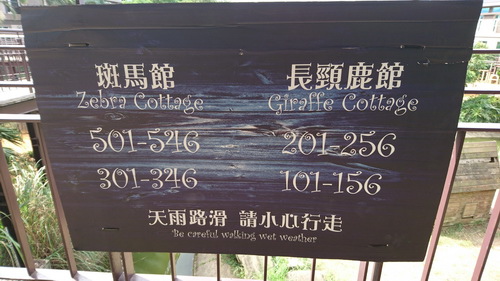 斑馬館 長頸鹿館
Zebra Cottage Giraffe Cottage
501-546 201-256
301-346 101-156
天雨路滑 請小心行走
Be careful walking wet weather